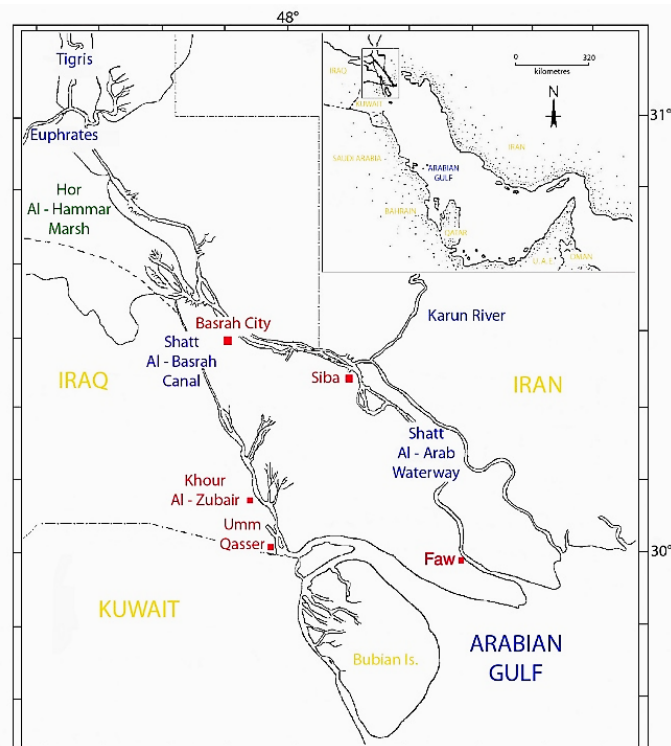 48°
Tigris
Euphrates
Hor
Al - Hammar
Marsh
IRAQ
KUWAIT
SAUDI ARABIA
BAHRAIN
QATAR
U.A.E.
OMAN
IRAN
ARABIAN
GULF
0 320
kilometres
N
31°
Basrah City
Shatt
Al - Basrah
Canal
Karun River
Siba
IRAQ
IRAN
Shatt
Al - Arab
Waterway
Khour
Al - Zubair
Umm
Qasser
Faw
30°
KUWAIT
Bubian Is.
ARABIAN
GULF